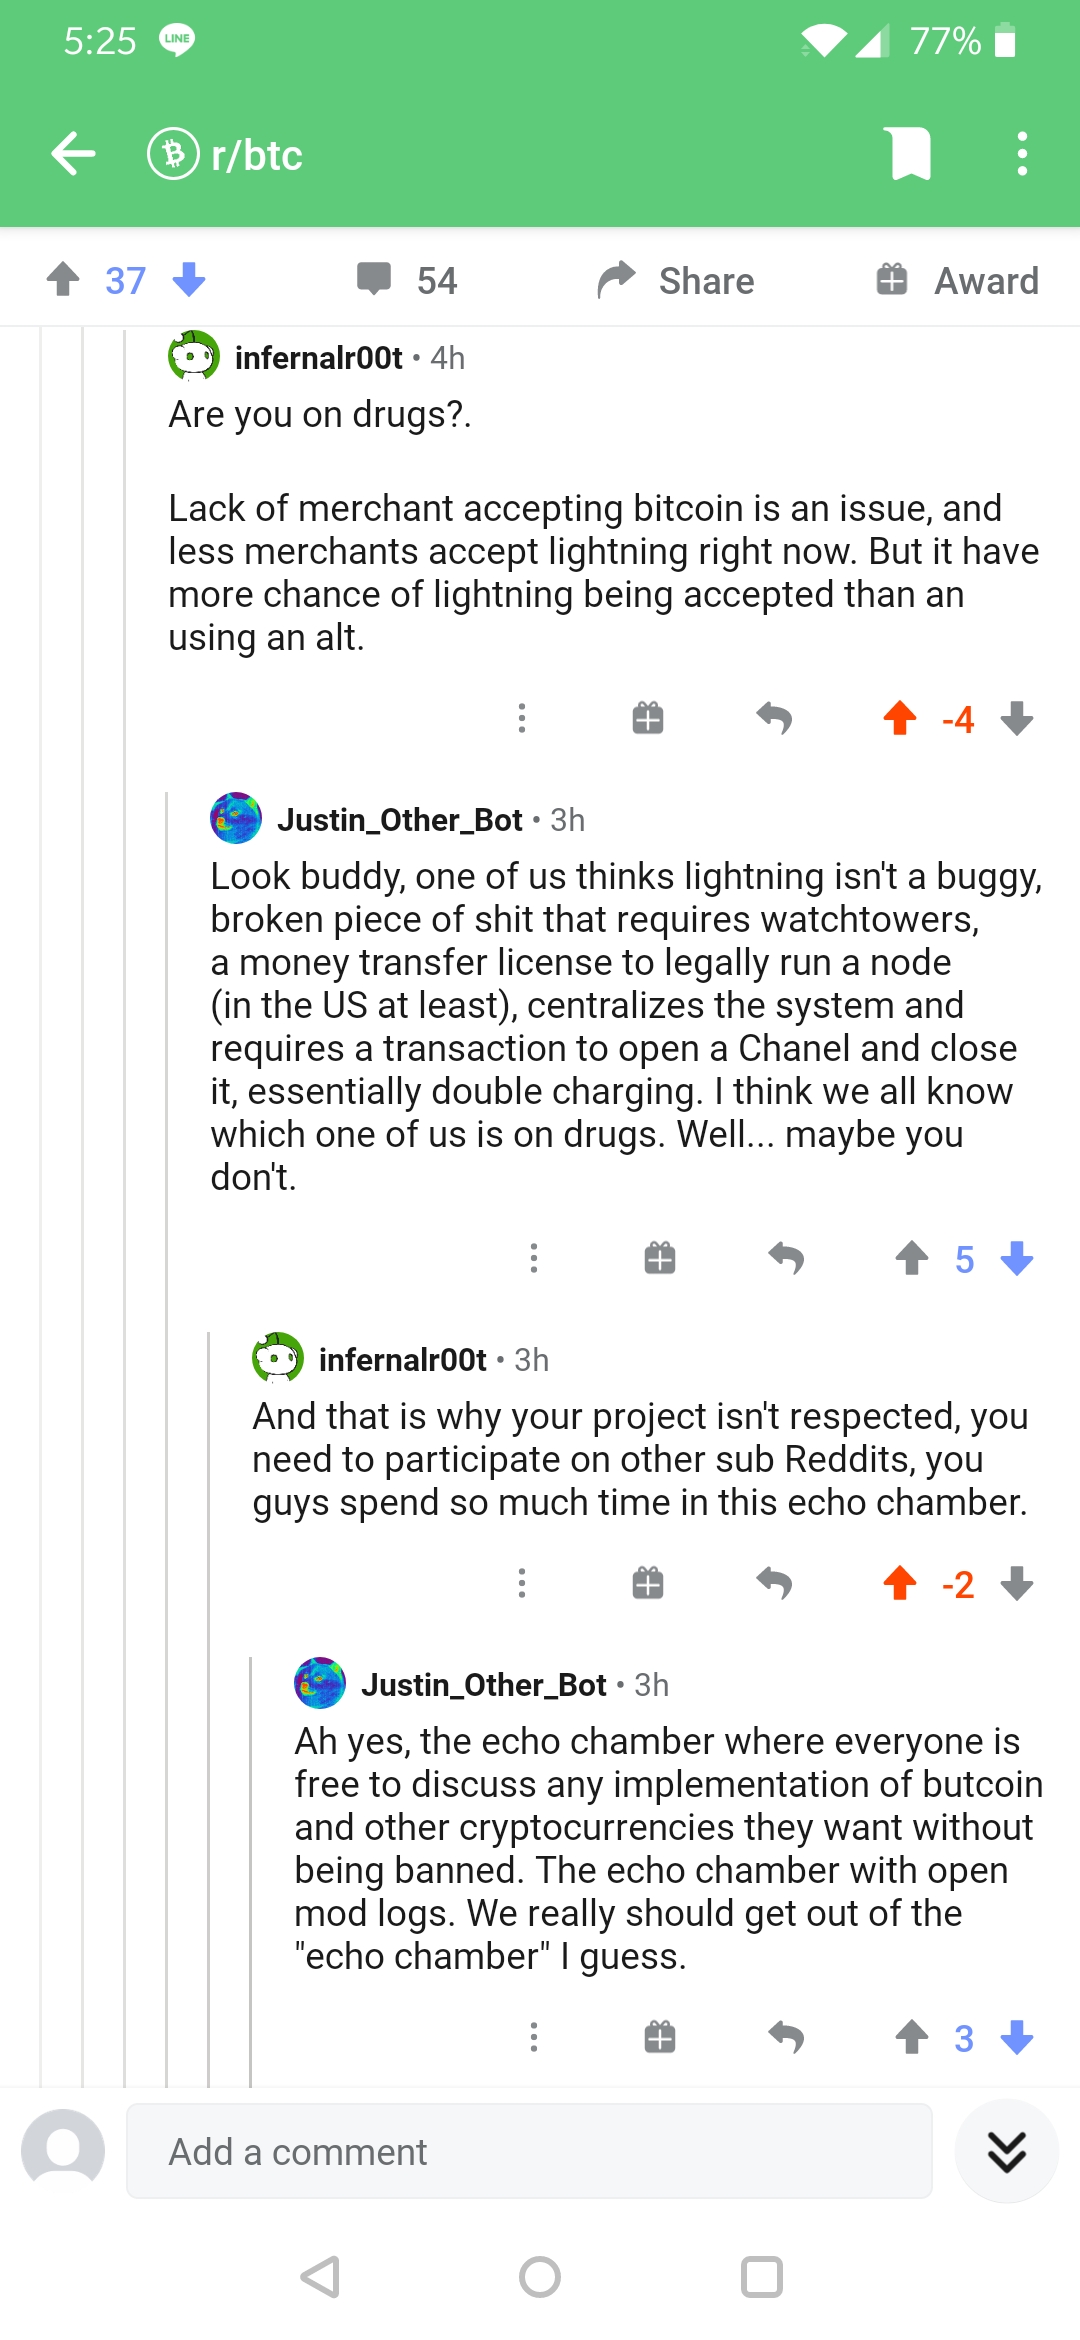 5:25 LINE 77%
r/btc
37 54 Share Award
infernalr00t • 4h
Are you on drugs?.
Lack of merchant accepting bitcoin is an issue, and
less merchants accept lightning right now. But it have
more chance of lightning being accepted than an
using an alt.
-4
Justin_Other_Bot • 3h
Look buddy, one of us thinks lightning isn't a buggy,
broken piece of shit that requires watchtowers,
a money transfer license to legally run a node
(in the US at least), centralizes the system and
requires a transaction to open a Chanel and close
it, essentially double charging. I think we all know
which one of us is on drugs. Well... maybe you
don't.
5
infernalr00t • 3h
And that is why your project isn't respected, you
need to participate on other sub Reddits, you
guys spend so much time in this echo chamber.
-2
Justin_Other_Bot • 3h
Ah yes, the echo chamber where everyone is
free to discuss any implementation of butcoin
and other cryptocurrencies they want without
being banned. The echo chamber with open
mod logs. We really should get out of the
"echo chamber" I guess.
3
Add a comment